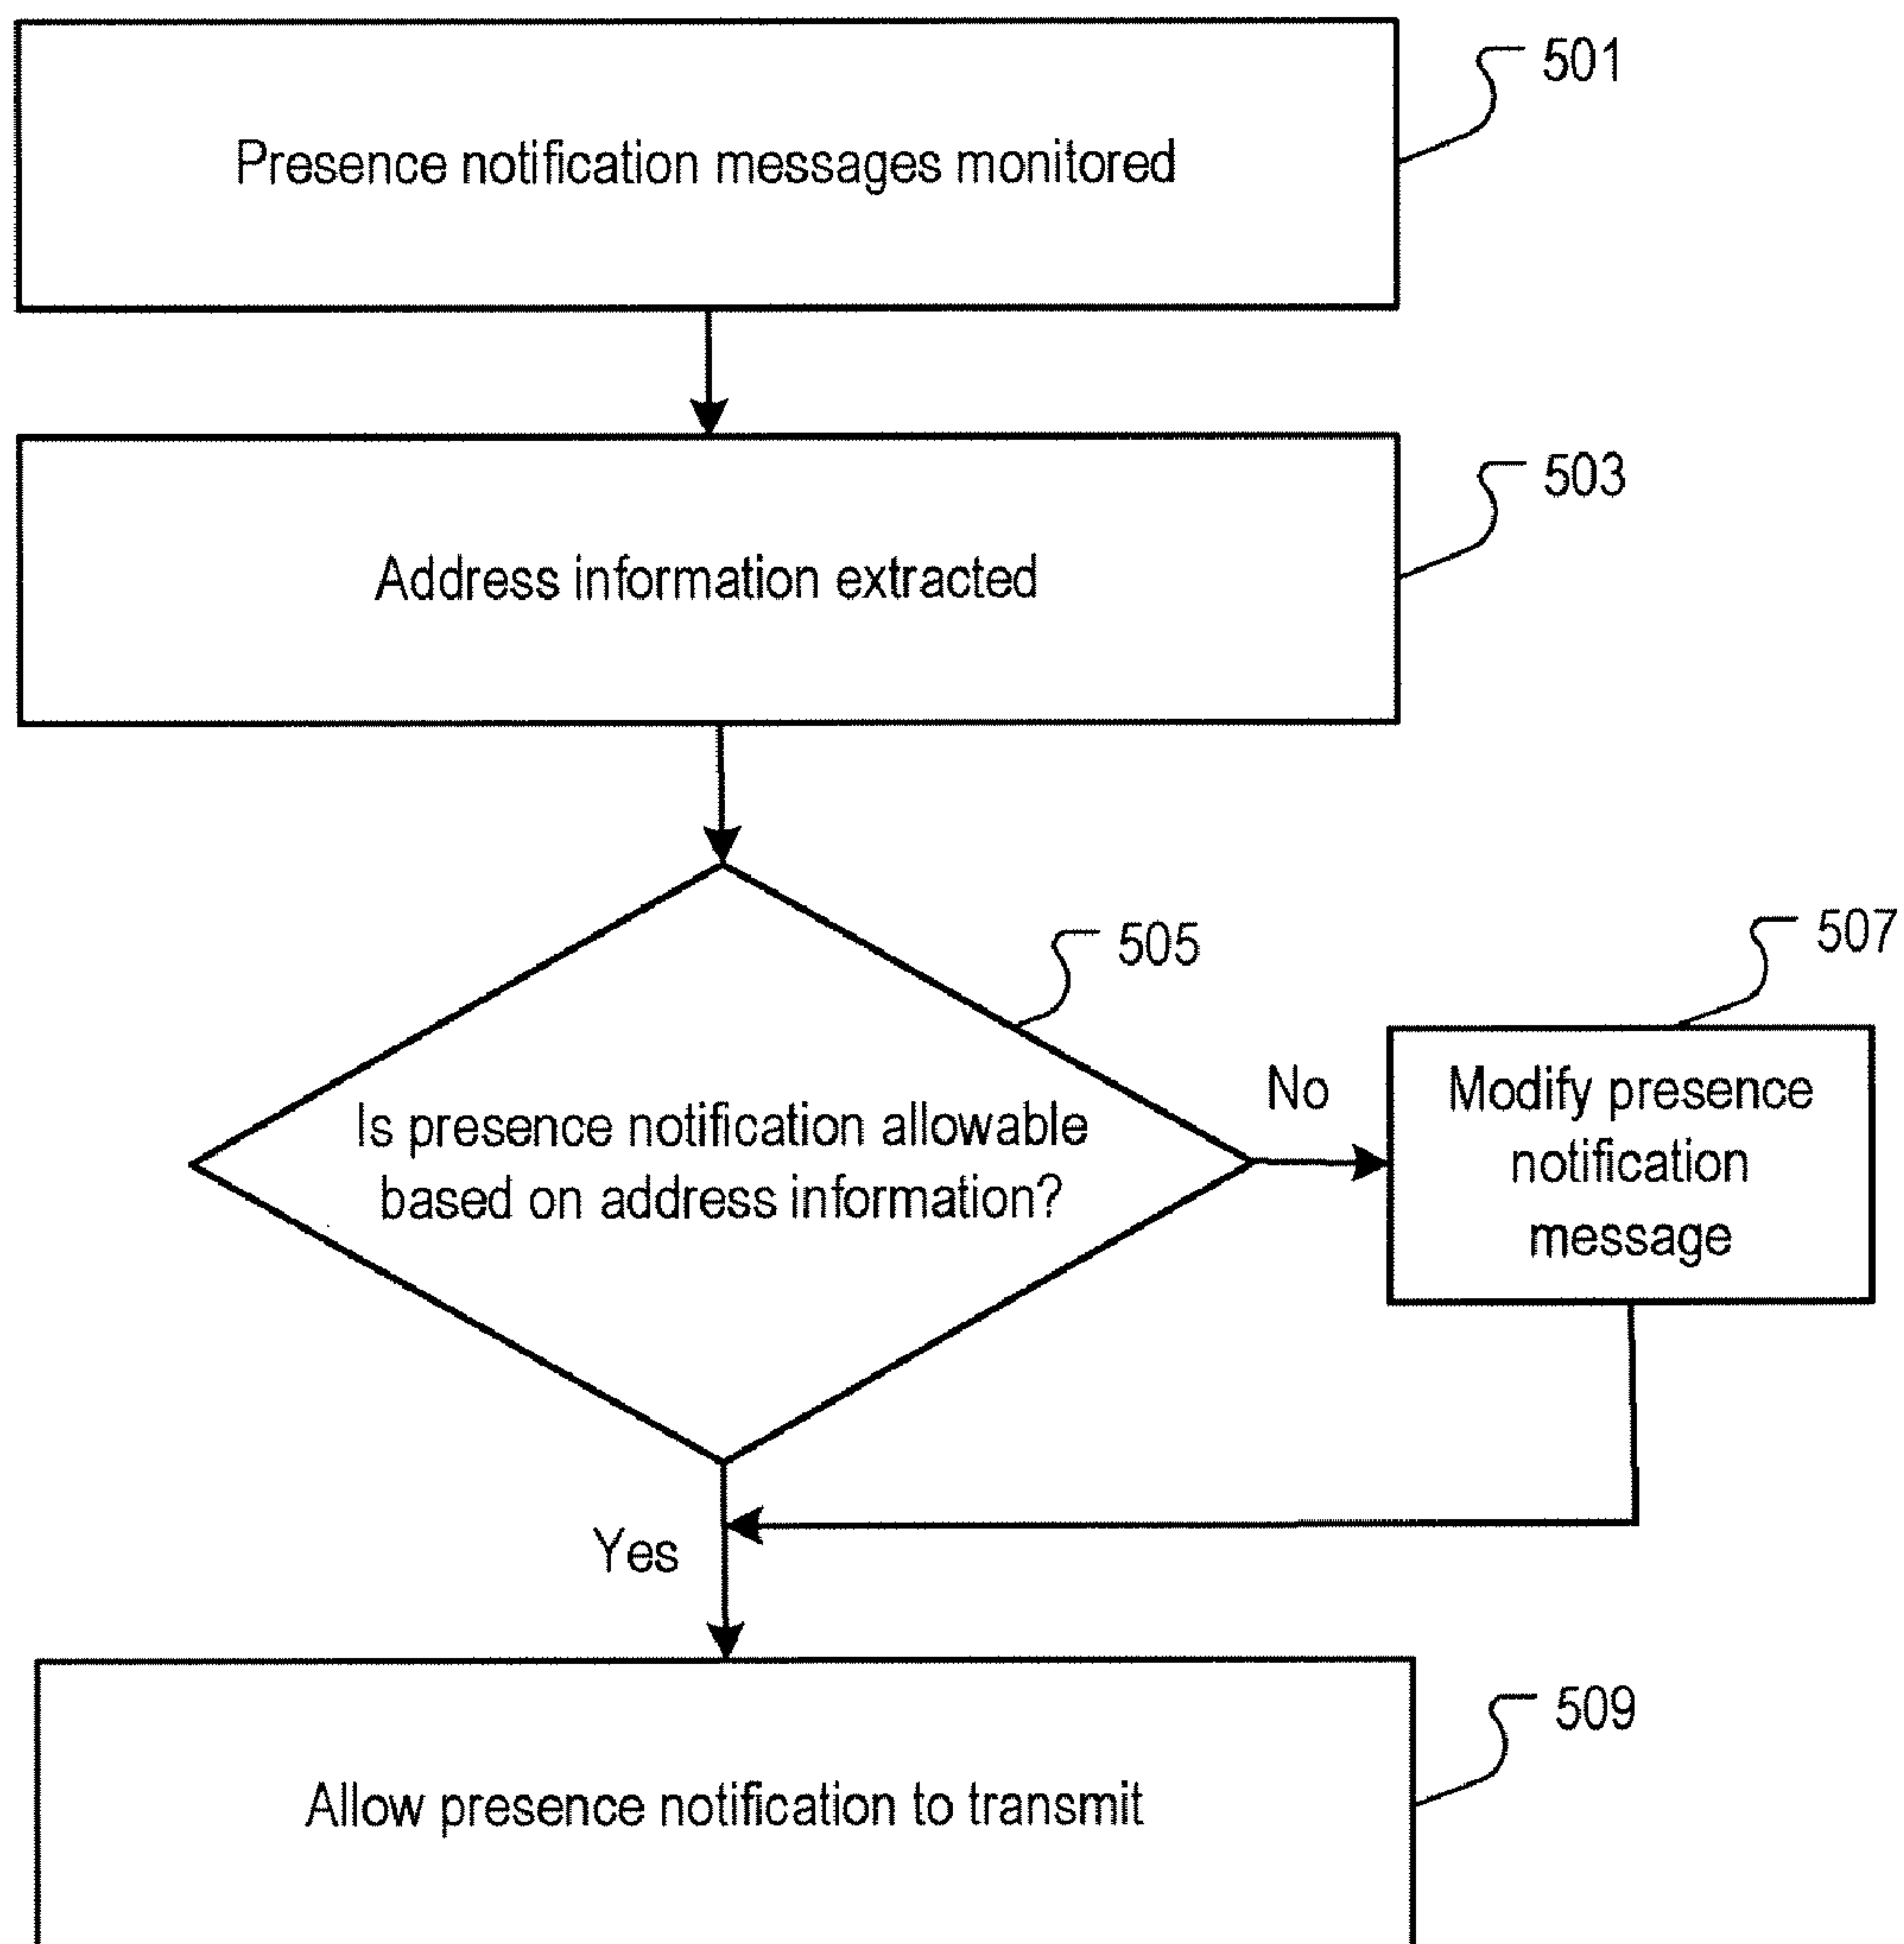 501
Presence notification messages monitored
503
Address information extracted
505
507
Is presence notification allowable
based on address information?
No
Modify presence
notification
message
Yes
509
Allow presence notification to transmit